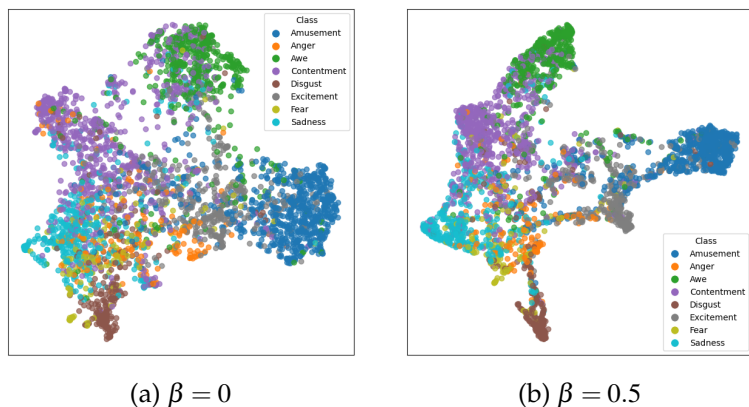 Class
Amusement
Anger
Awe
Contentment
Disgust
Excitement
Fear
Sadness
Class
Amusement
Anger
Awe
Contentment
Disgust
Excitement
Fear
Sadness
(a) β = 0
(b) β = 0.5